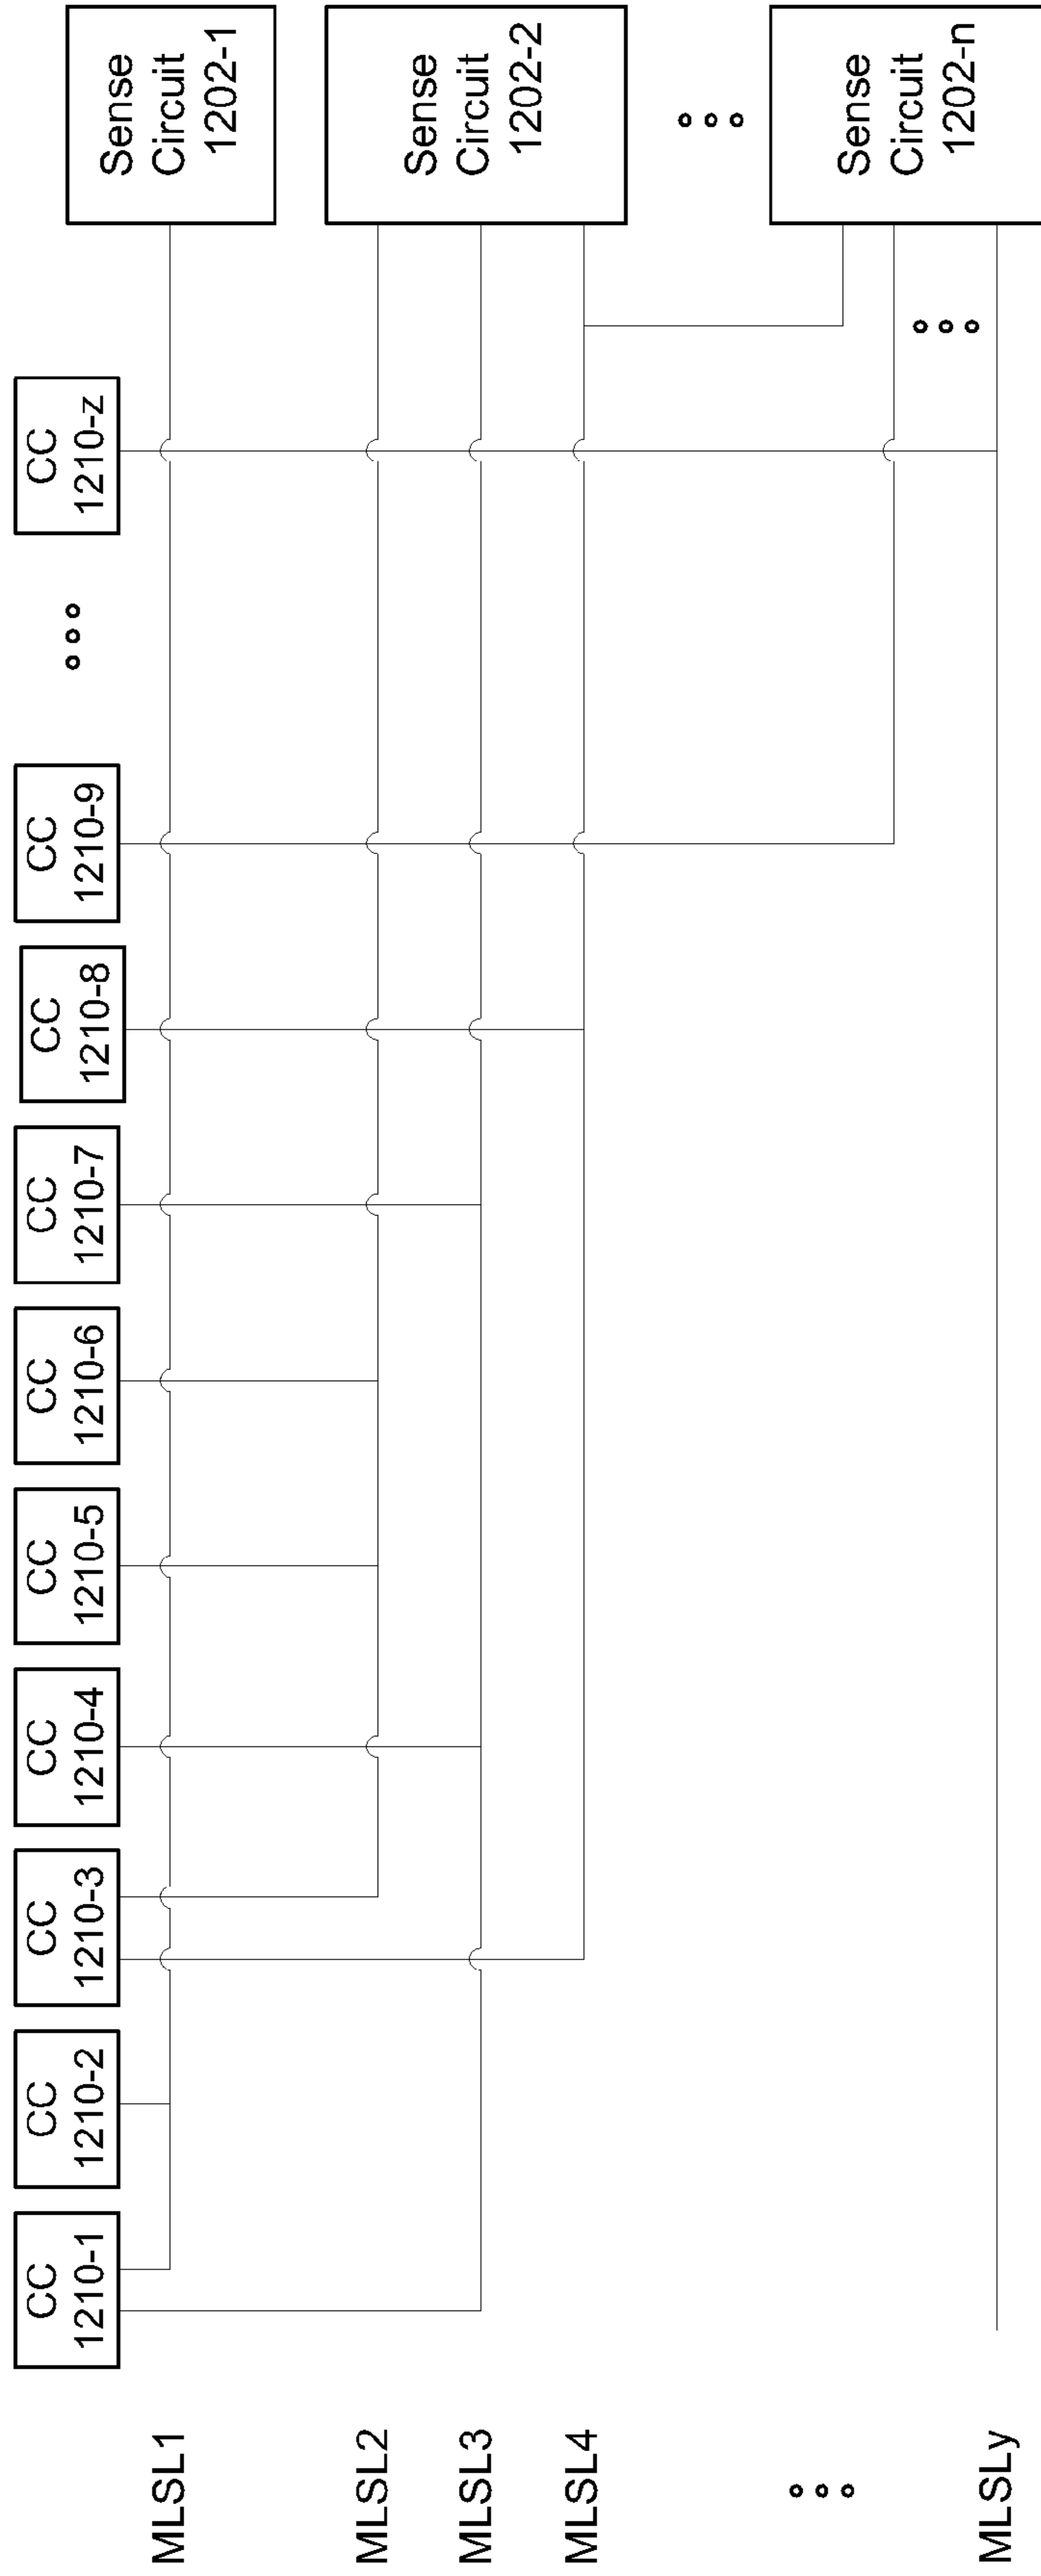 CC
1210-1
CC
1210-2
CC
1210-3
CC
1210-4
CC
1210-5
CC
1210-6
CC
1210-7
CC
1210-8
CC
1210-9
CC
1210-z
Sense
Circuit
1202-1
Sense
Circuit
1202-2
Sense
Circuit
1202-n
MLSL1
MLSL2
MLSL3
MLSL4
MLSLy